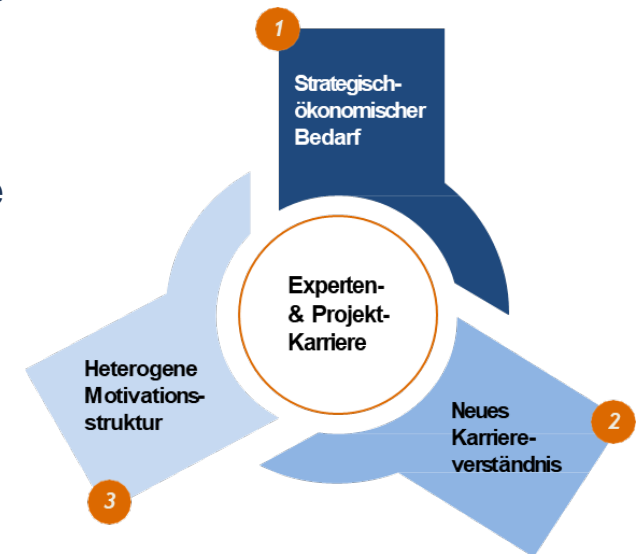 1
Strategisch-
ökonomischer
Bedarf
e
Experten-
& Projekt-
Karriere
Heterogene
Motivations-
struktur
Neues
Karriere-
verständnis
2
3